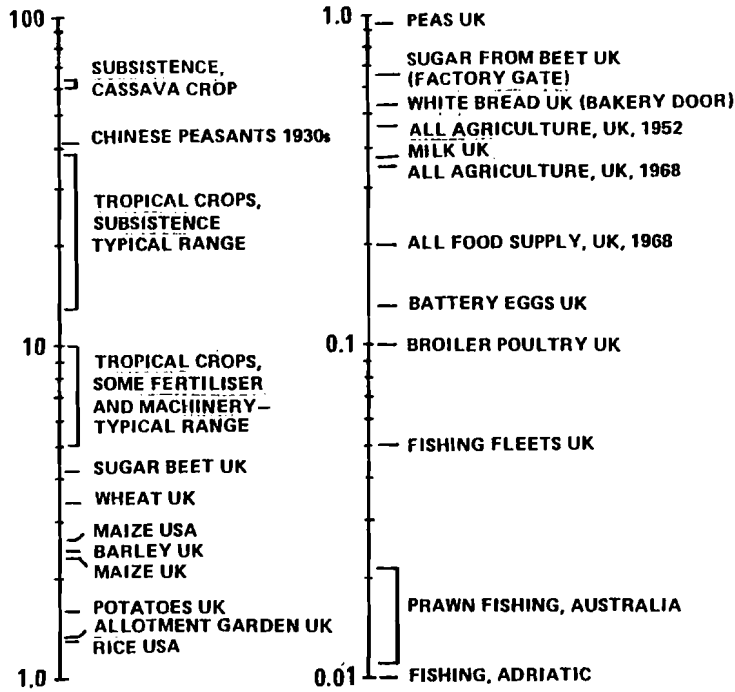 100
SUBSISTENCE,
CASSAVA CROP
CHINESE PEASANTS 1930s
TROPICAL CROPS,
SUBSISTENCE
TYPICAL RANGE
10
TROPICAL CROPS,
SOME FERTILISER
AND MACHINERY–
TYPICAL RANGE
SUGAR BEET UK
WHEAT UK
MAIZE USA
BARLEY UK
MAIZE UK
POTATOES UK
ALLOTMENT GARDEN UK
RICE USA
1,0
1.0
PEAS UK
SUGAR FROM BEET UK
(FACTORY GATE)
WHITE BREAD UK (BAKERY DOOR)
ALL AGRICULTURE, UK, 1952
MILK UK
ALL AGRICULTURE, UK, 1968
ALL FOOD SUPPLY, UK, 1968
BATTERY EGGS UK
0.1
BROILER POULTRY UK
FISHING FLEETS UK
PRAWN FISHING, AUSTRALIA
0.01
FISHING, ADRIATIC